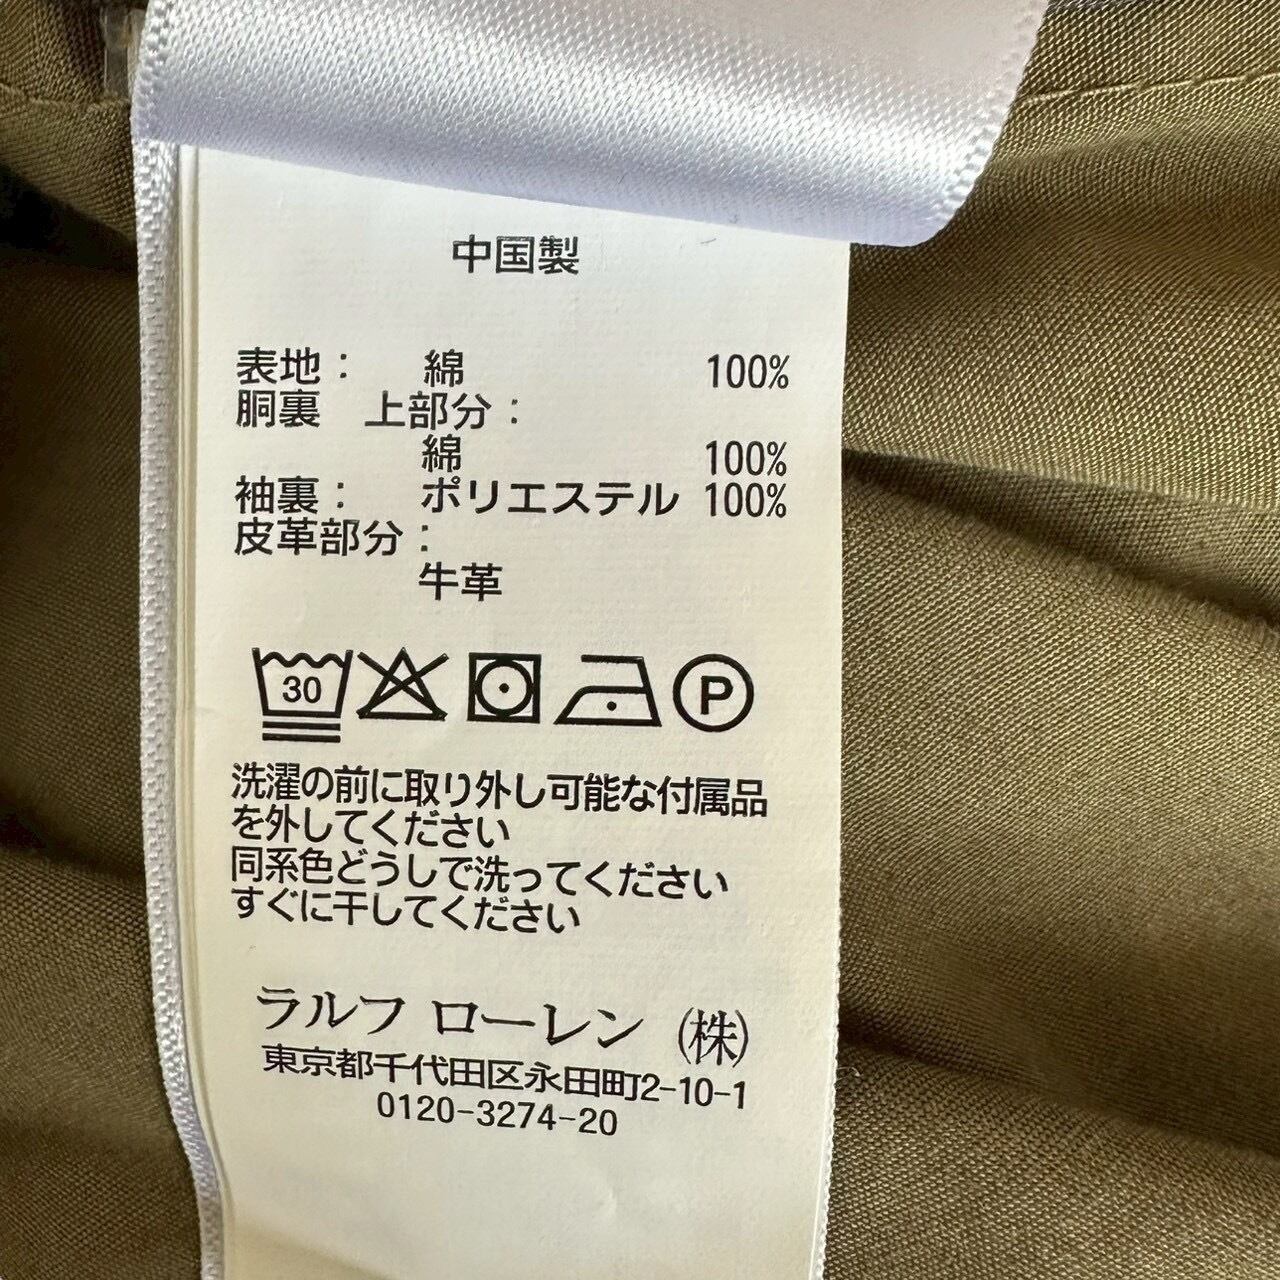 中国製
表地： 綿 100%
胴裏 上部分：
綿 100%
袖裏： ポリエステル 100%
皮革部分：
牛革
30
P
洗濯の前に取り外し可能な付属品
を外してください
同系色どうしで洗ってください
すぐに干してください
ラルフ ローレン (株)
東京都千代田区永田町2-10-1
0120-3274-20